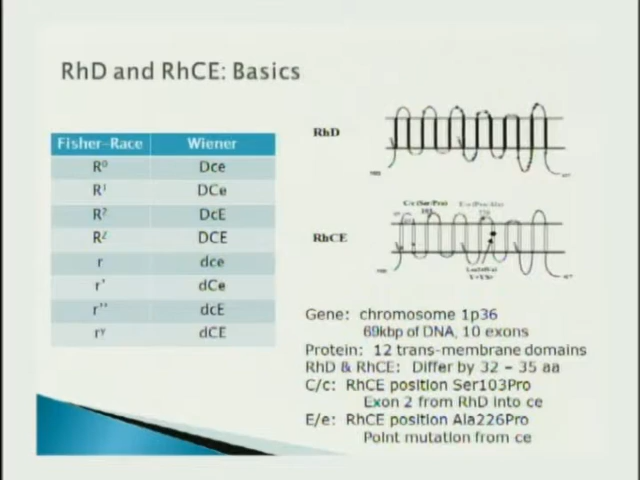 RhD and RhCE: Basics
Fisher-Race Wiener
R⁰ Dce
R¹ DCe
R² DcE
Rᶻ DCE
r dce
r' dCe
r'' dcE
rʸ dCE
RhD
RhCE
Gene: chromosome 1p36
69kbp of DNA, 10 exons
Protein: 12 trans-membrane domains
RhD & RhCE: Differ by 32 – 35 aa
C/c: RhCE position Ser103Pro
Exon 2 from RhD into ce
E/e: RhCE position Ala226Pro
Point mutation from ce